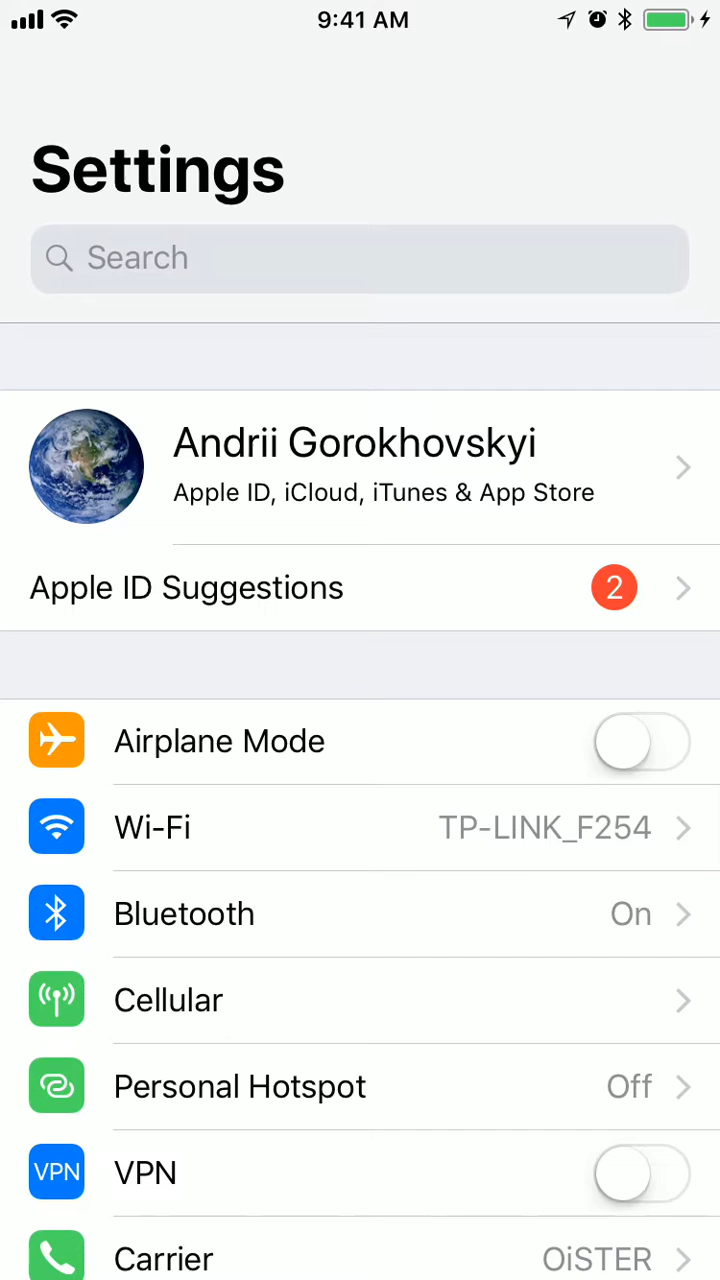 9:41 AM
Settings
Search
Andrii Gorokhovskyi
Apple ID, iCloud, iTunes & App Store
Apple ID Suggestions 2
Airplane Mode
Wi-Fi TP-LINK_F254
Bluetooth On
Cellular
Personal Hotspot Off
VPN VPN
Carrier OiSTER